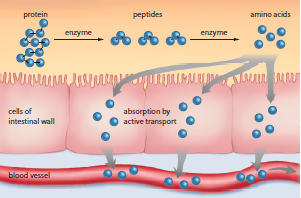 protein
peptides
amino acids
enzyme
enzyme
cells of
intestinal wall
absorption by
active transport
blood vessel